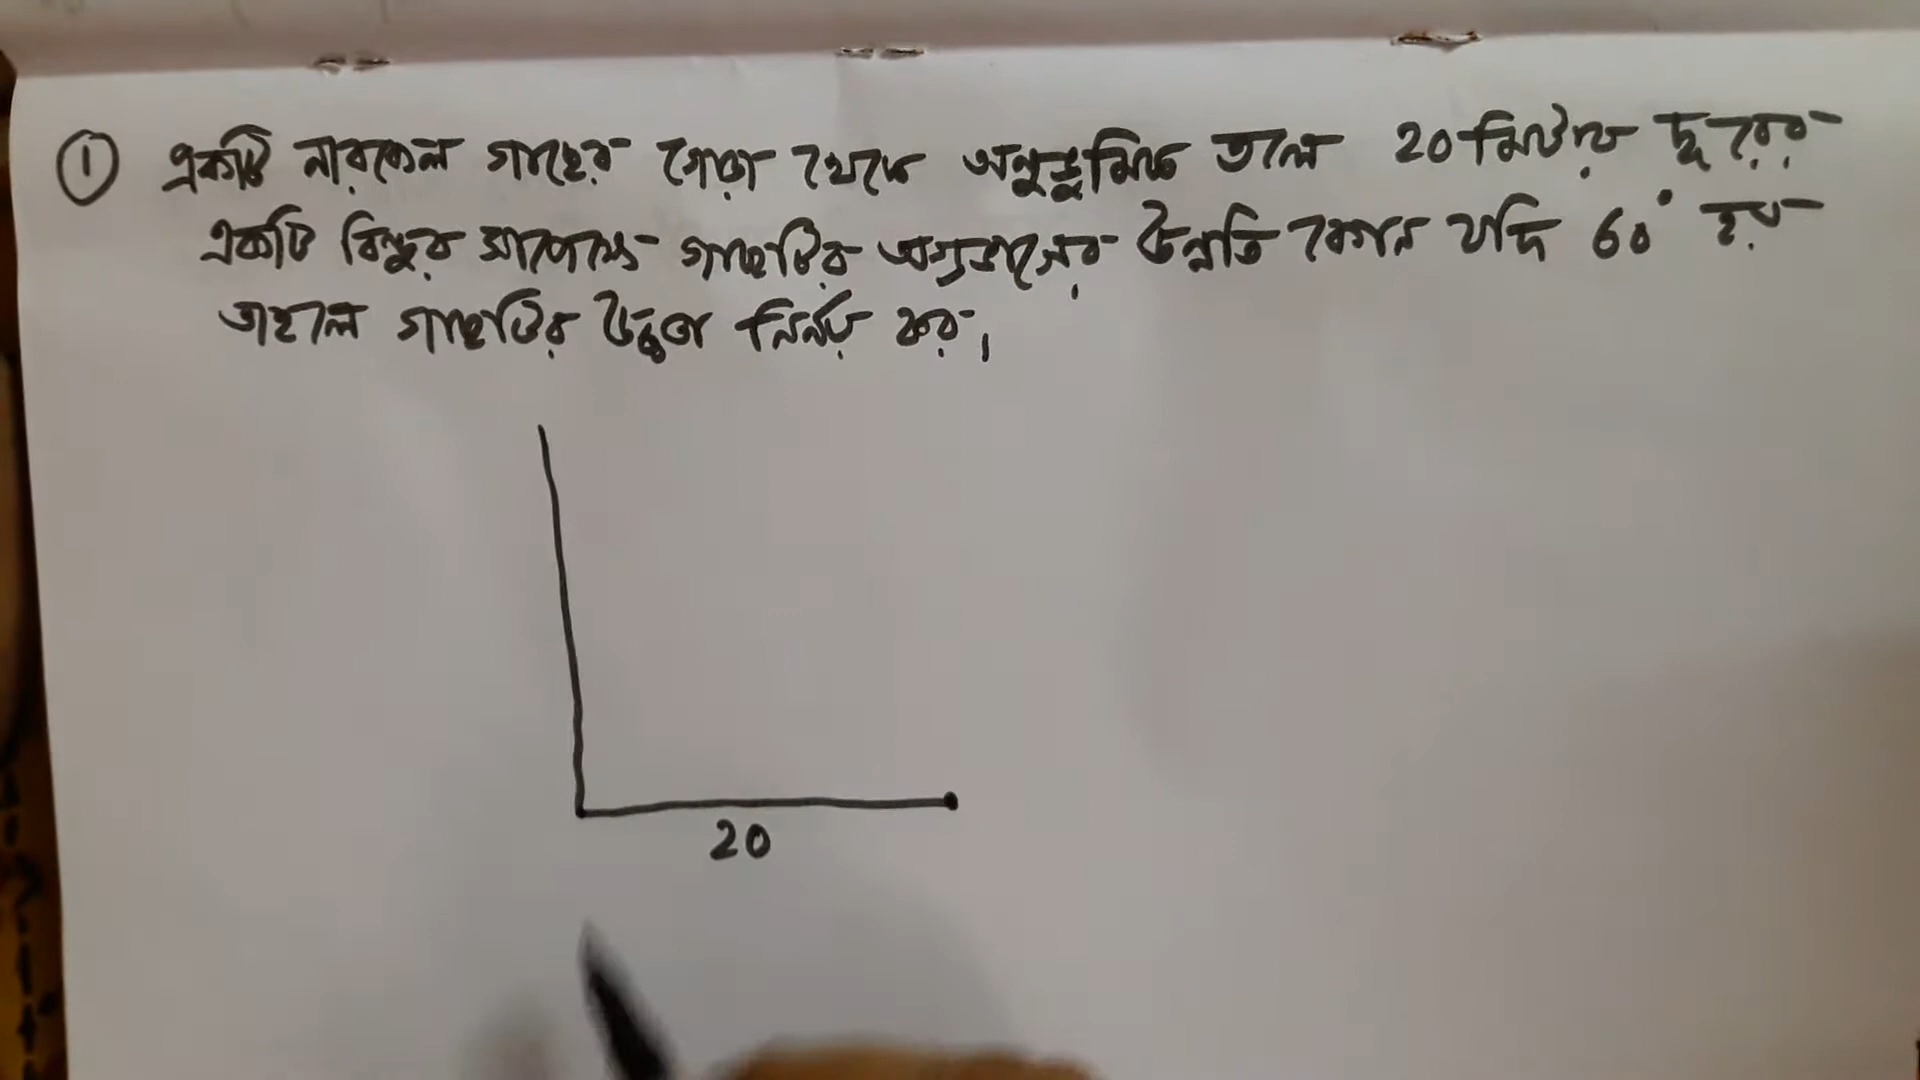 ① একটি নারকেল গাছের গোড়া থেকে অনুভুমিক তলে 20 মিটার দূরের
একটি বিন্দুর সাপেক্ষে গাছটির অগ্রভাগের উন্নতি কোন যদি 60° হয়
তাহলে গাছটির উচ্চতা নির্নয় কর।
20